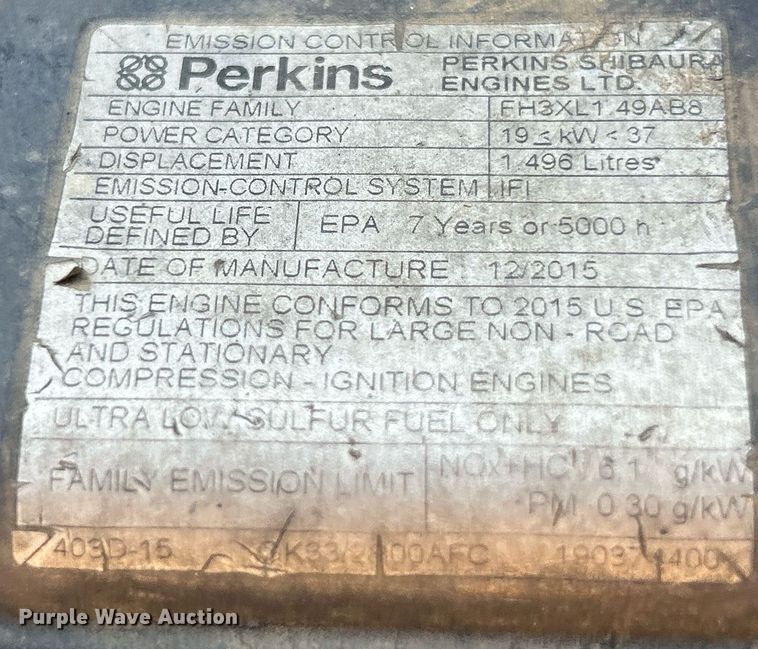 EMISSION CONTROL INFORMATION
Perkins PERKINS SHIBAURA
ENGINES LTD.
ENGINE FAMILY FH3XL1.49AB8
POWER CATEGORY 19 ≤ kW < 37
DISPLACEMENT 1.496 Litres
EMISSION-CONTROL SYSTEM IFI
USEFUL LIFE
DEFINED BY EPA 7 Years or 5000 h
DATE OF MANUFACTURE 12/2015
THIS ENGINE CONFORMS TO 2015 U.S. EPA
REGULATIONS FOR LARGE NON - ROAD
AND STATIONARY
COMPRESSION - IGNITION ENGINES
ULTRA LOW SULFUR FUEL ONLY
FAMILY EMISSION LIMIT NOX+HC 6.1 g/kW
PM 0.30 g/kW
403D-15
Purple Wave Auction